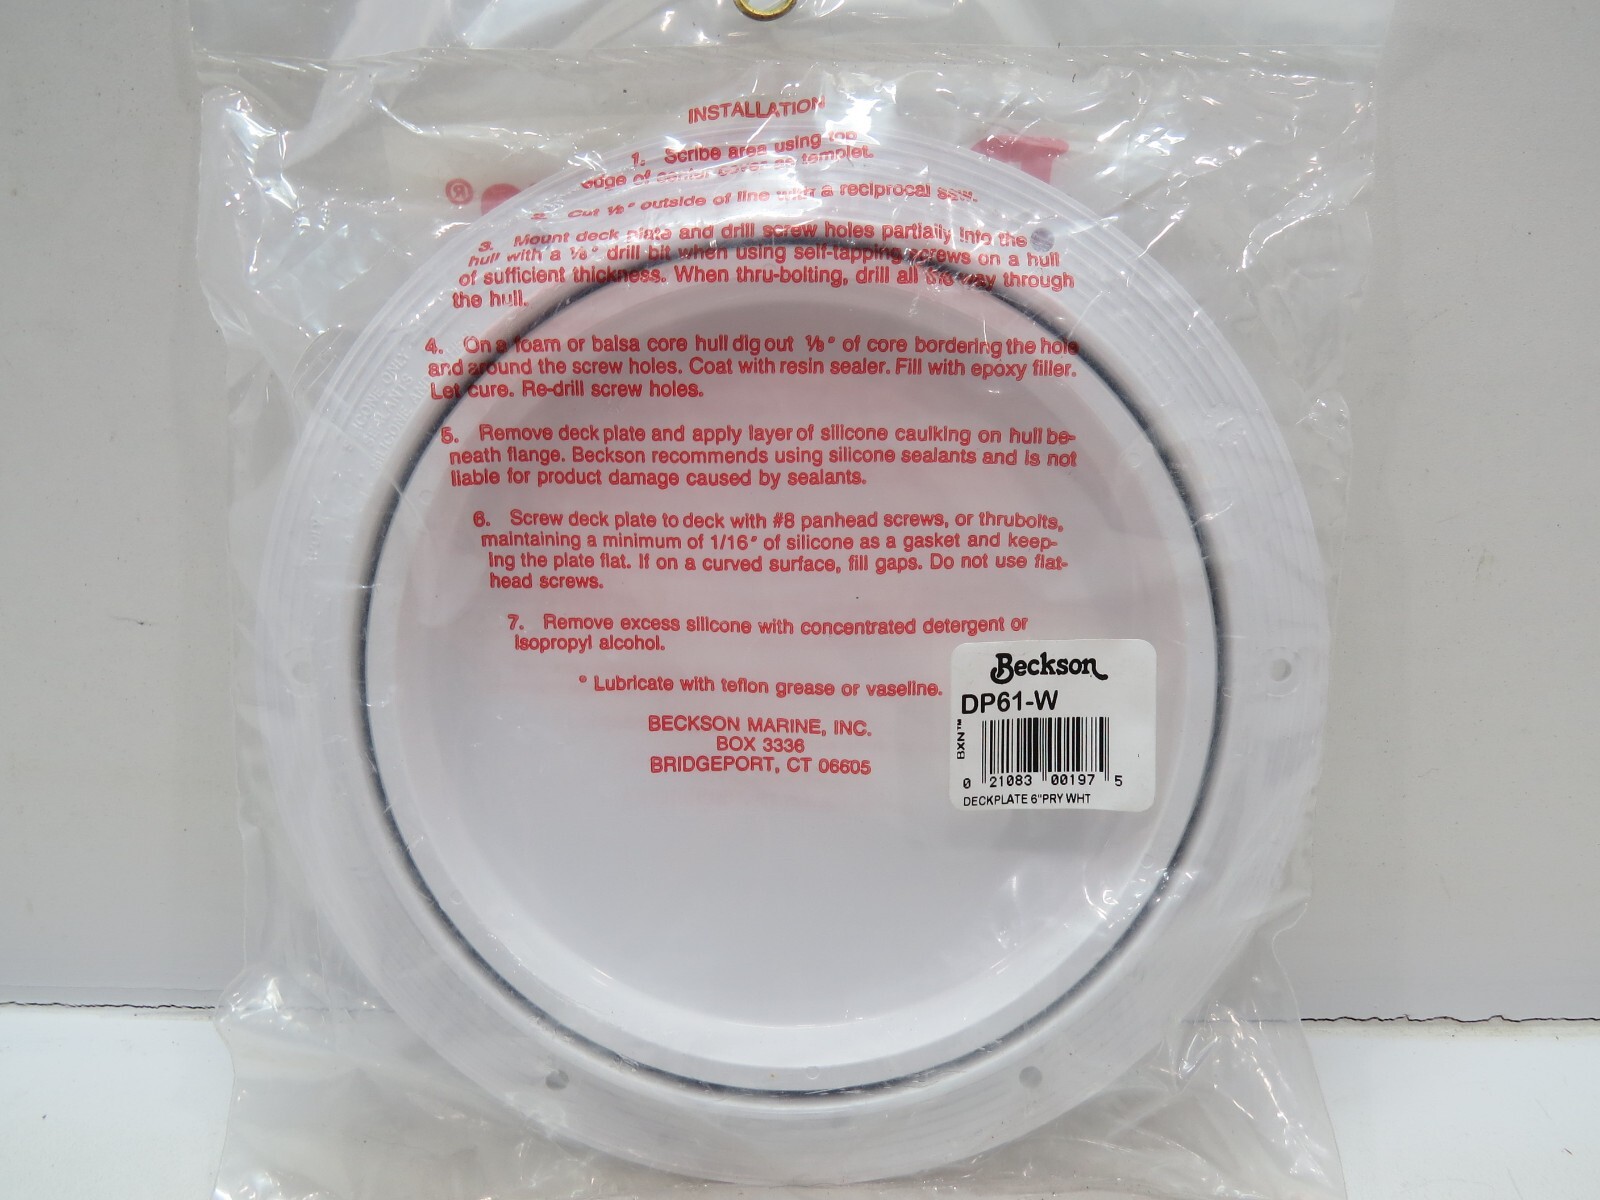 INSTALLATION
1. Scribe area using top
edge of center cover as templet.
2. Cut ⅛" outside of line with a reciprocal saw.
3. Mount deck plate and drill screw holes partially into the
hull with a ⅛" drill bit when using self-tapping screws on a hull
of sufficient thickness. When thru-bolting, drill all the way through
the hull.
4. On a foam or balsa core hull dig out ⅛" of core bordering the hole
and around the screw holes. Coat with resin sealer. Fill with epoxy filler.
Let cure. Re-drill screw holes.
5. Remove deck plate and apply layer of silicone caulking on hull be-
neath flange. Beckson recommends using silicone sealants and is not
liable for product damage caused by sealants.
6. Screw deck plate to deck with #8 panhead screws, or thrubolts,
maintaining a minimum of 1/16" of silicone as a gasket and keep-
ing the plate flat. If on a curved surface, fill gaps. Do not use flat-
head screws.
7. Remove excess silicone with concentrated detergent or
isopropyl alcohol.
* Lubricate with teflon grease or vaseline.
BECKSON MARINE, INC.
BOX 3336
BRIDGEPORT, CT 06605
Beckson
DP61-W
BXN™
0 21083 00197 5
DECKPLATE 6"PRY WHT
®